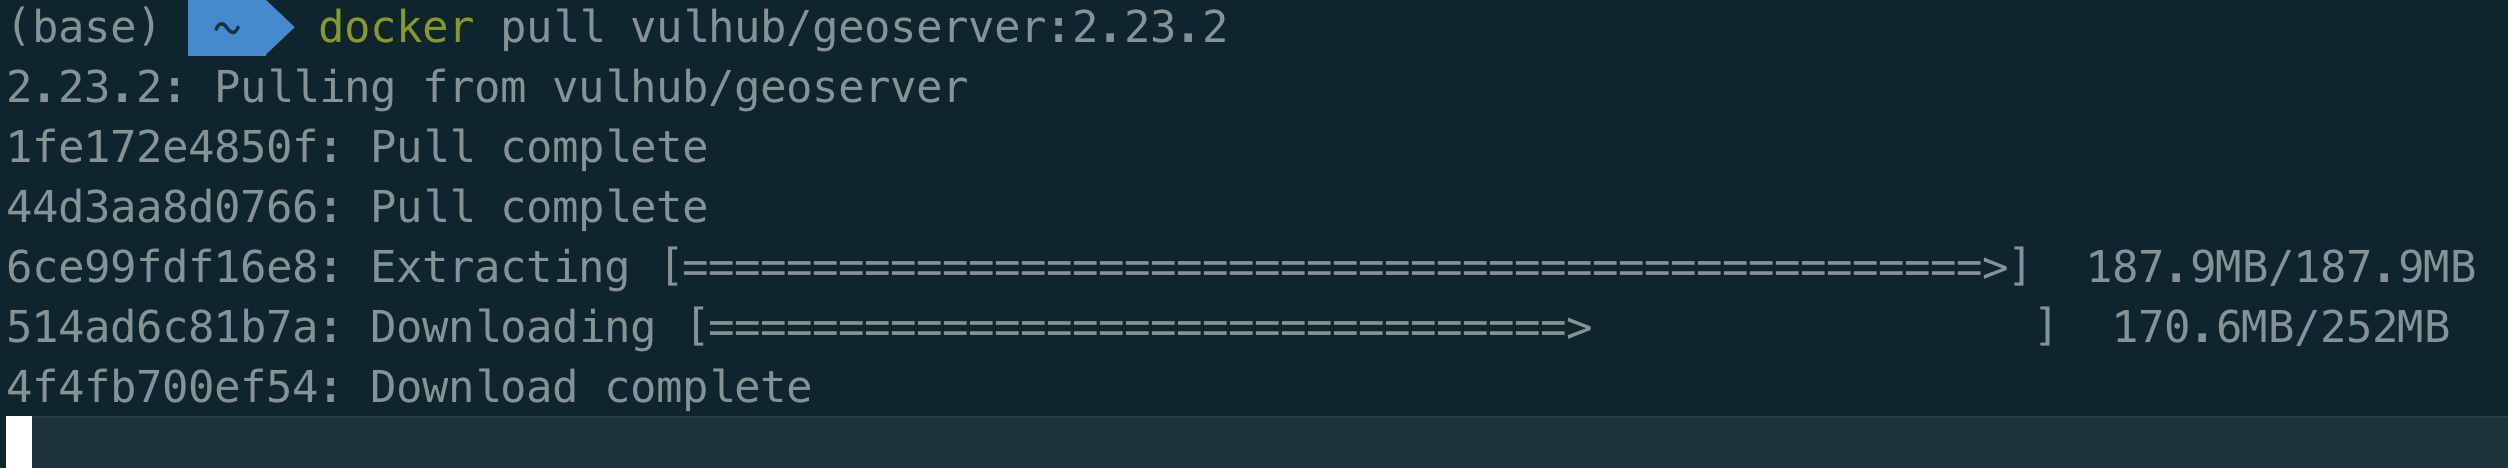 (base) ~ docker pull vulhub/geoserver:2.23.2
2.23.2: Pulling from vulhub/geoserver
1fe172e4850f: Pull complete
44d3aa8d0766: Pull complete
6ce99fdf16e8: Extracting [==================================================>]  187.9MB/187.9MB
514ad6c81b7a: Downloading [=================================>                 ]  170.6MB/252MB
4f4fb700ef54: Download complete